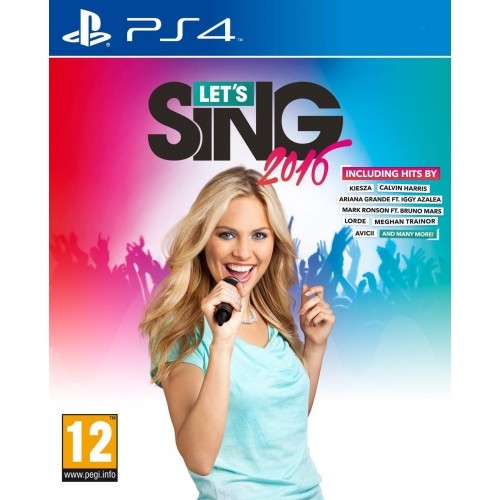 PS4
LET'S
SING
2016
INCLUDING HITS BY
KIESZA CALVIN HARRIS
ARIANA GRANDE FT. IGGY AZALEA
MARK RONSON FT. BRUNO MARS
LORDE MEGHAN TRAINOR
AVICII AND MANY MORE!
12
www.pegi.info